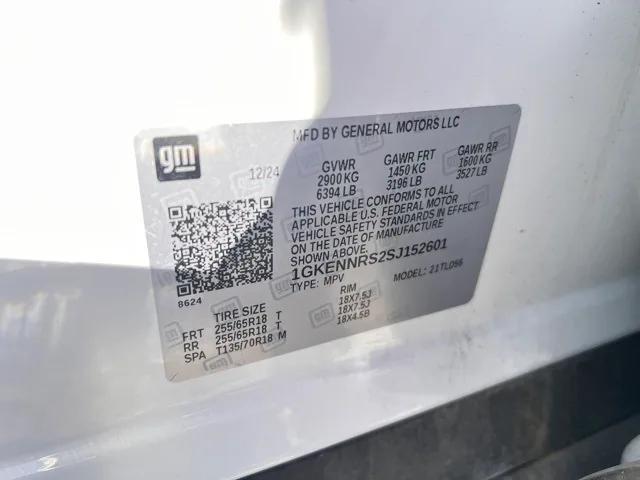 gm
MFD BY GENERAL MOTORS LLC
12/24 GVWR GAWR FRT GAWR RR
2900 KG 1450 KG 1600 KG
6394 LB 3196 LB 3527 LB
THIS VEHICLE CONFORMS TO ALL
APPLICABLE U.S. FEDERAL MOTOR
VEHICLE SAFETY STANDARDS IN EFFECT
ON THE DATE OF MANUFACTURE
SHOWN ABOVE.
1GKENNRS2SJ152601
TYPE: MPV MODEL: 21TLD56
8624
TIRE SIZE RIM
FRT 255/65R18 T 18X7.5J
RR 255/65R18 T 18X7.5J
SPA T135/70R18 M 18X4.5B